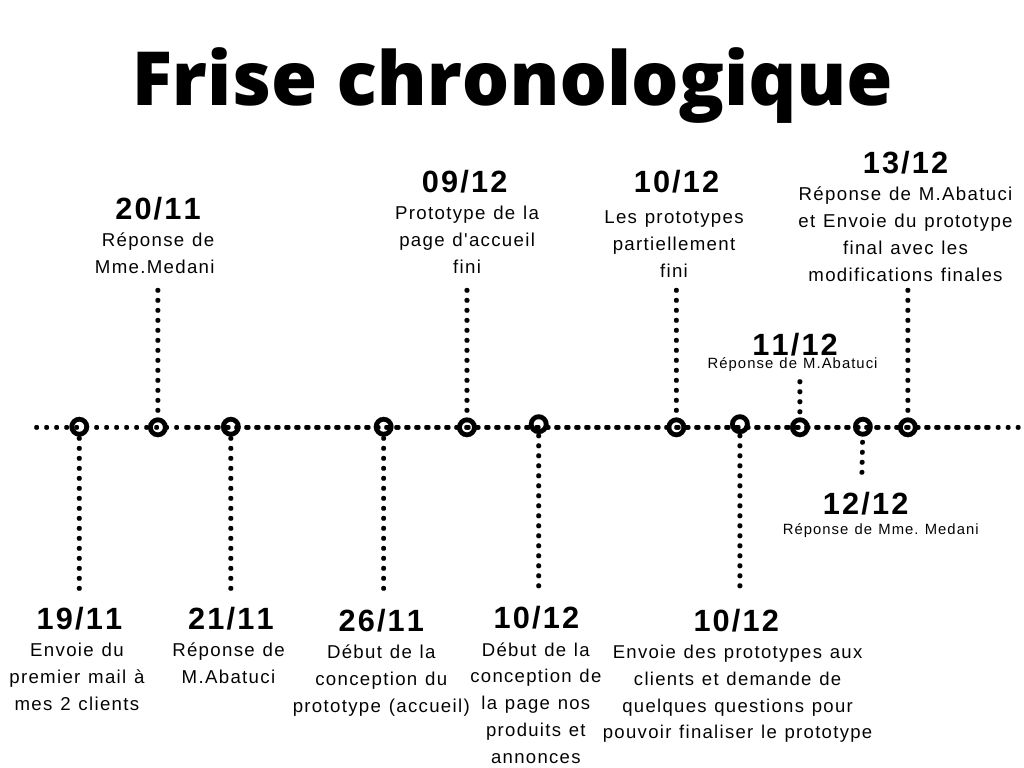 Frise chronologique
20/11
Réponse de
Mme.Medani
09/12
Prototype de la
page d'accueil
fini
10/12
Les prototypes
partiellement
fini
13/12
Réponse de M.Abatuci
et Envoie du prototype
final avec les
modifications finales
11/12
Réponse de M.Abatuci
12/12
Réponse de Mme. Medani
19/11
Envoie du
premier mail à
mes 2 clients
21/11
Réponse de
M.Abatuci
26/11
Début de la
conception du
prototype (accueil)
10/12
Début de la
conception de
la page nos
produits et
annonces
10/12
Envoie des prototypes aux
clients et demande de
quelques questions pour
pouvoir finaliser le prototype